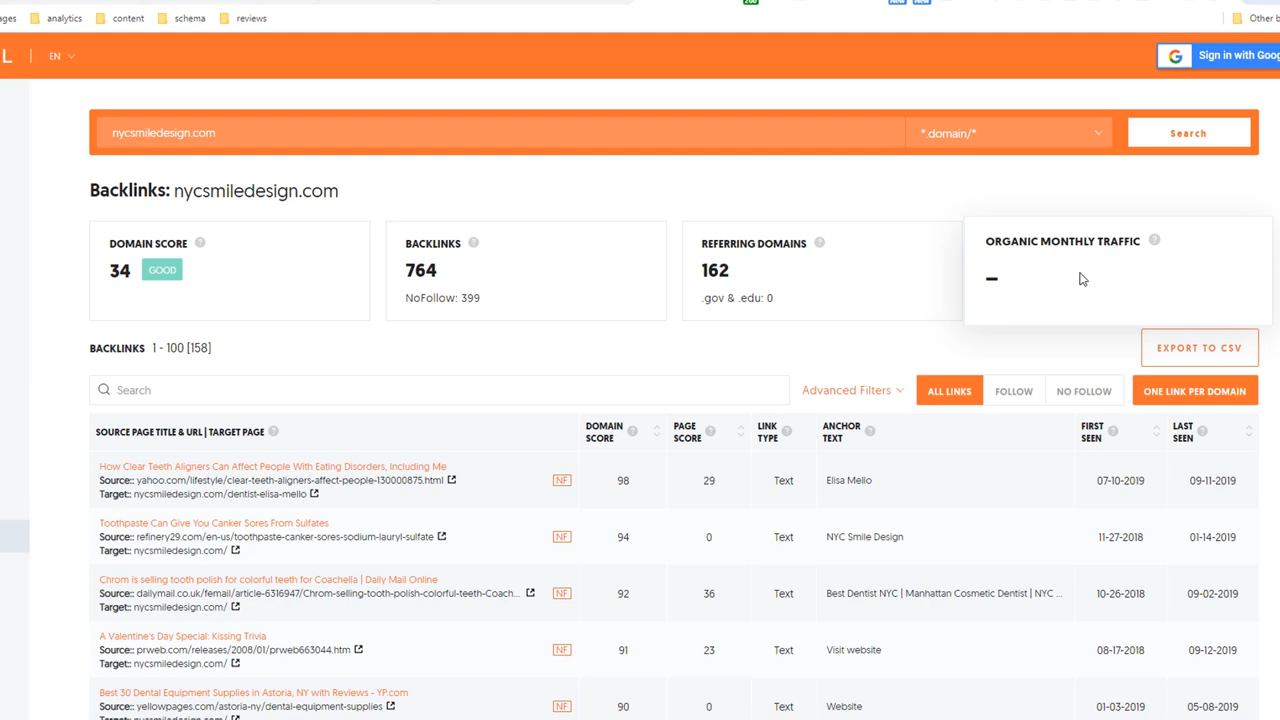 ages analytics content schema reviews Other b
L EN Sign in with Goog
nycsmiledesign.com *.domain/* Search
Backlinks: nycsmiledesign.com
DOMAIN SCORE
34 GOOD
BACKLINKS
764
NoFollow: 399
REFERRING DOMAINS
162
.gov & .edu: 0
ORGANIC MONTHLY TRAFFIC
–
BACKLINKS 1 - 100 [158]
EXPORT TO CSV
Search Advanced Filters ALL LINKS FOLLOW NO FOLLOW ONE LINK PER DOMAIN
SOURCE PAGE TITLE & URL | TARGET PAGE
DOMAIN
SCORE
PAGE
SCORE
LINK
TYPE
ANCHOR
TEXT
FIRST
SEEN
LAST
SEEN
How Clear Teeth Aligners Can Affect People With Eating Disorders, Including Me
Source:: yahoo.com/lifestyle/clear-teeth-aligners-affect-people-130000875.html NF 98 29 Text Elisa Mello 07-10-2019 09-11-2019
Target: nycsmiledesign.com/dentist-elisa-mello
Toothpaste Can Give You Canker Sores From Sulfates
Source:: refinery29.com/en-us/toothpaste-canker-sores-sodium-lauryl-sulfate NF 94 0 Text NYC Smile Design 11-27-2018 01-14-2019
Target:: nycsmiledesign.com/
Chrom is selling tooth polish for colorful teeth for Coachella | Daily Mail Online
Source:: dailymail.co.uk/femail/article-6316947/Chrom-selling-tooth-polish-colorful-teeth-Coach... NF 92 36 Text Best Dentist NYC | Manhattan Cosmetic Dentist | NYC ... 10-26-2018 09-02-2019
Target:: nycsmiledesign.com/
A Valentine's Day Special: Kissing Trivia
Source:: prweb.com/releases/2008/01/prweb663044.htm NF 91 23 Text Visit website 08-17-2018 09-12-2019
Target:: nycsmiledesign.com/
Best 30 Dental Equipment Supplies in Astoria, NY with Reviews - YP.com
Source:: yellowpages.com/astoria-ny/dental-equipment-supplies NF 90 0 Text Website 01-03-2019 05-08-2019